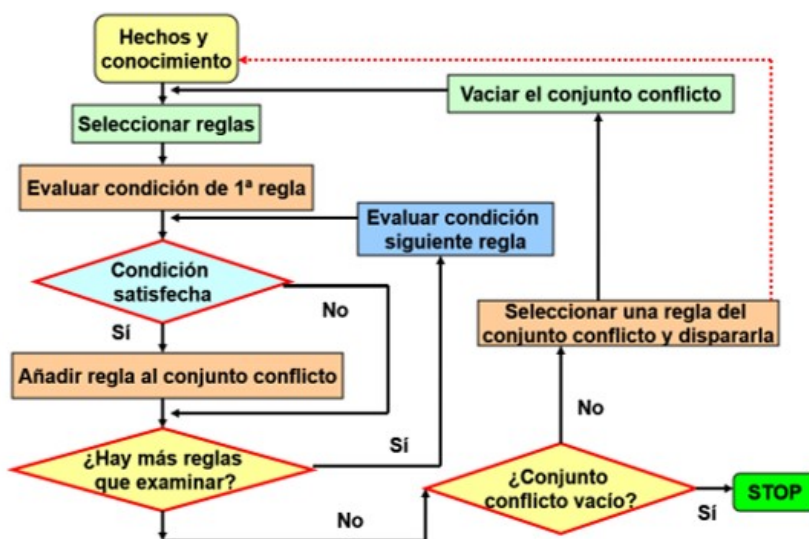 Hechos y
conocimiento
Vaciar el conjunto conflicto
Seleccionar reglas
Evaluar condición de 1ª regla
Evaluar condición
siguiente regla
Condición
satisfecha
No
Sí
Seleccionar una regla del
conjunto conflicto y dispararla
Añadir regla al conjunto conflicto
No
Sí
¿Hay más reglas
que examinar?
¿Conjunto
conflicto vacío?
STOP
Sí
No